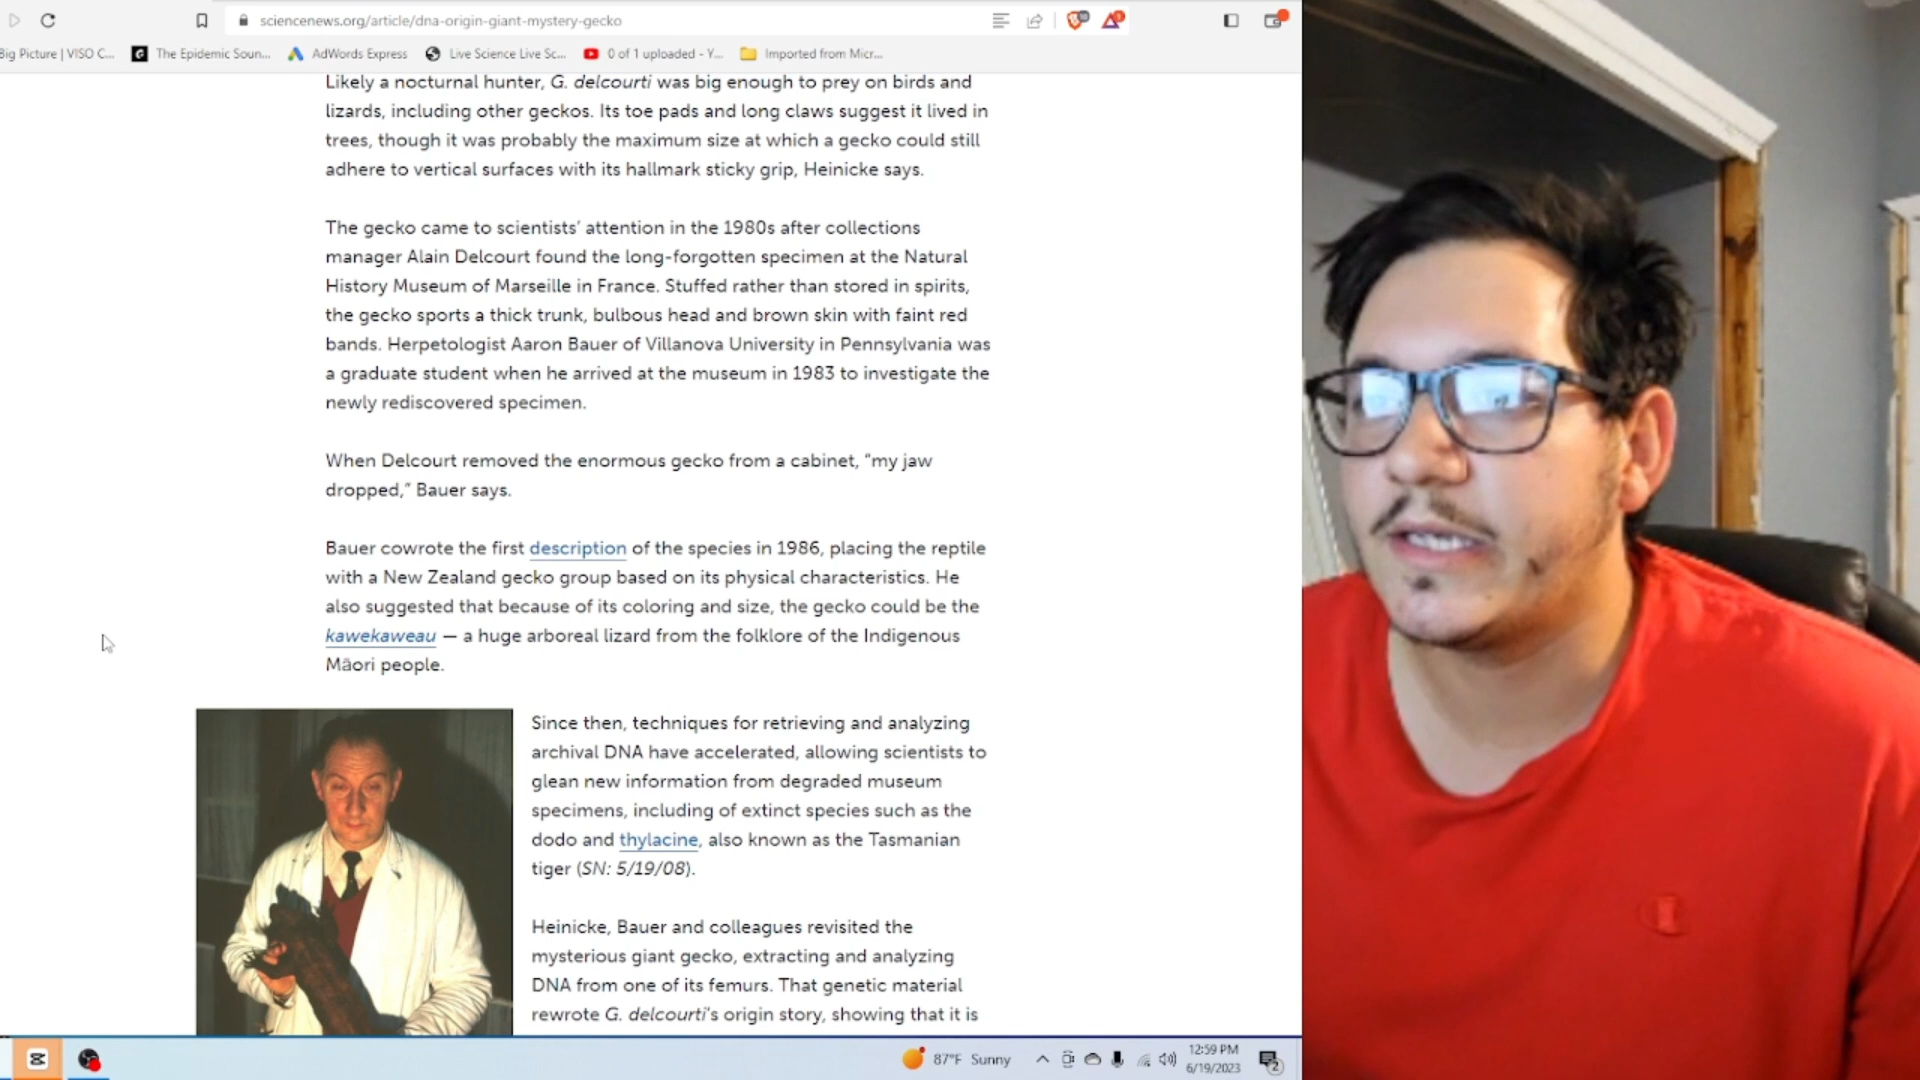 sciencenews.org/article/dna-origin-giant-mystery-gecko
Big Picture | VISO C...
The Epidemic Soun...
AdWords Express
Live Science Live Sc...
0 of 1 uploaded - Y...
Imported from Micr...
Likely a nocturnal hunter, G. delcourti was big enough to prey on birds and
lizards, including other geckos. Its toe pads and long claws suggest it lived in
trees, though it was probably the maximum size at which a gecko could still
adhere to vertical surfaces with its hallmark sticky grip, Heinicke says.
The gecko came to scientists’ attention in the 1980s after collections
manager Alain Delcourt found the long-forgotten specimen at the Natural
History Museum of Marseille in France. Stuffed rather than stored in spirits,
the gecko sports a thick trunk, bulbous head and brown skin with faint red
bands. Herpetologist Aaron Bauer of Villanova University in Pennsylvania was
a graduate student when he arrived at the museum in 1983 to investigate the
newly rediscovered specimen.
When Delcourt removed the enormous gecko from a cabinet, “my jaw
dropped,” Bauer says.
Bauer cowrote the first description of the species in 1986, placing the reptile
with a New Zealand gecko group based on its physical characteristics. He
also suggested that because of its coloring and size, the gecko could be the
kawekaweau — a huge arboreal lizard from the folklore of the Indigenous
Māori people.
Since then, techniques for retrieving and analyzing
archival DNA have accelerated, allowing scientists to
glean new information from degraded museum
specimens, including of extinct species such as the
dodo and thylacine, also known as the Tasmanian
tiger (SN: 5/19/08).
Heinicke, Bauer and colleagues revisited the
mysterious giant gecko, extracting and analyzing
DNA from one of its femurs. That genetic material
rewrote G. delcourti’s origin story, showing that it is
87°F Sunny
12:59 PM
6/19/2023
2